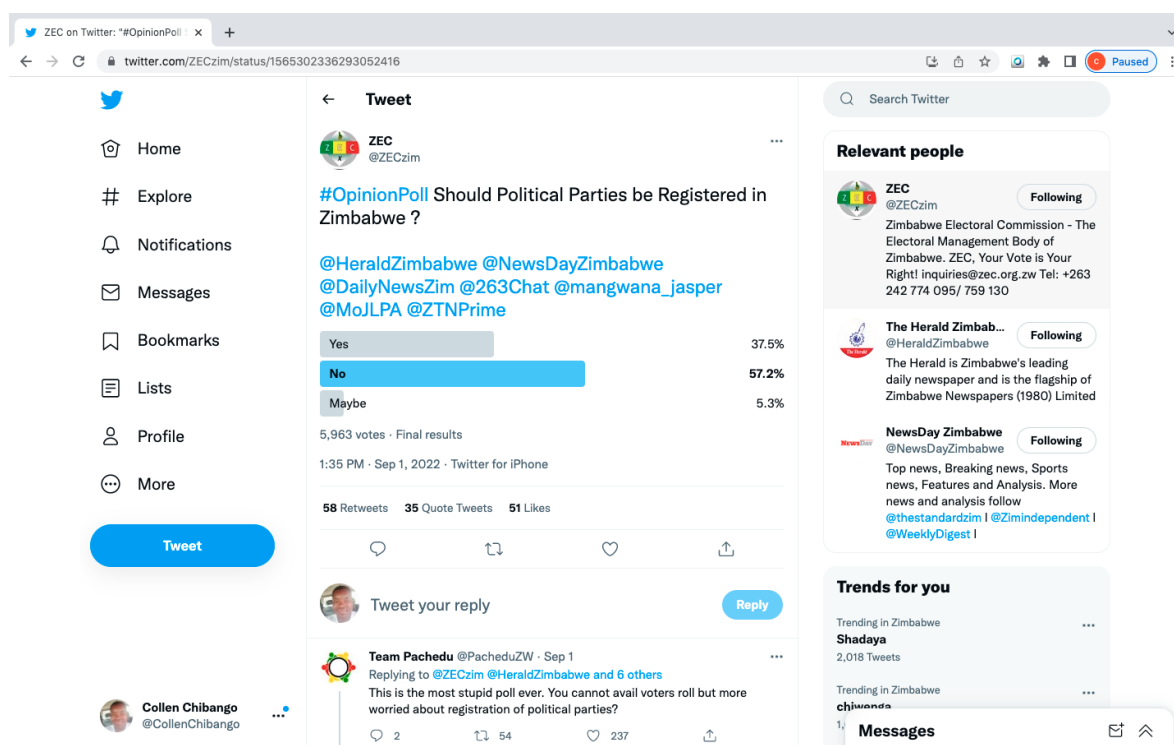 ZEC on Twitter: "#OpinionPoll
twitter.com/ZECzim/status/1565302336293052416
C
Paused
Home
Explore
Notifications
Messages
Bookmarks
Lists
Profile
More
Tweet
Collen Chibango
@CollenChibango
Tweet
Z E C
ZEC
@ZECzim
#OpinionPoll Should Political Parties be Registered in
Zimbabwe ?
@HeraldZimbabwe @NewsDayZimbabwe
@DailyNewsZim @263Chat @mangwana_jasper
@MoJLPA @ZTNPrime
Yes 37.5%
No 57.2%
Maybe 5.3%
5,963 votes · Final results
1:35 PM · Sep 1, 2022 · Twitter for iPhone
58 Retweets 35 Quote Tweets 51 Likes
Tweet your reply
Reply
Team Pachedu @PacheduZW · Sep 1
Replying to @ZECzim @HeraldZimbabwe and 6 others
This is the most stupid poll ever. You cannot avail voters roll but more
worried about registration of political parties?
2 54 237
Search Twitter
Relevant people
Z E C
ZEC
@ZECzim
Following
Zimbabwe Electoral Commission - The
Electoral Management Body of
Zimbabwe. ZEC, Your Vote is Your
Right! inquiries@zec.org.zw Tel: +263
242 774 095/ 759 130
The Herald
The Herald Zimbab...
@HeraldZimbabwe
Following
The Herald is Zimbabwe's leading
daily newspaper and is the flagship of
Zimbabwe Newspapers (1980) Limited
NewsDay
NewsDay Zimbabwe
@NewsDayZimbabwe
Following
Top news, Breaking news, Sports
news, Features and Analysis. More
news and analysis follow
@thestandardzim l @Zimindependent l
@WeeklyDigest l
Trends for you
Trending in Zimbabwe
Shadaya
2,018 Tweets
Trending in Zimbabwe
chiwenga
Messages